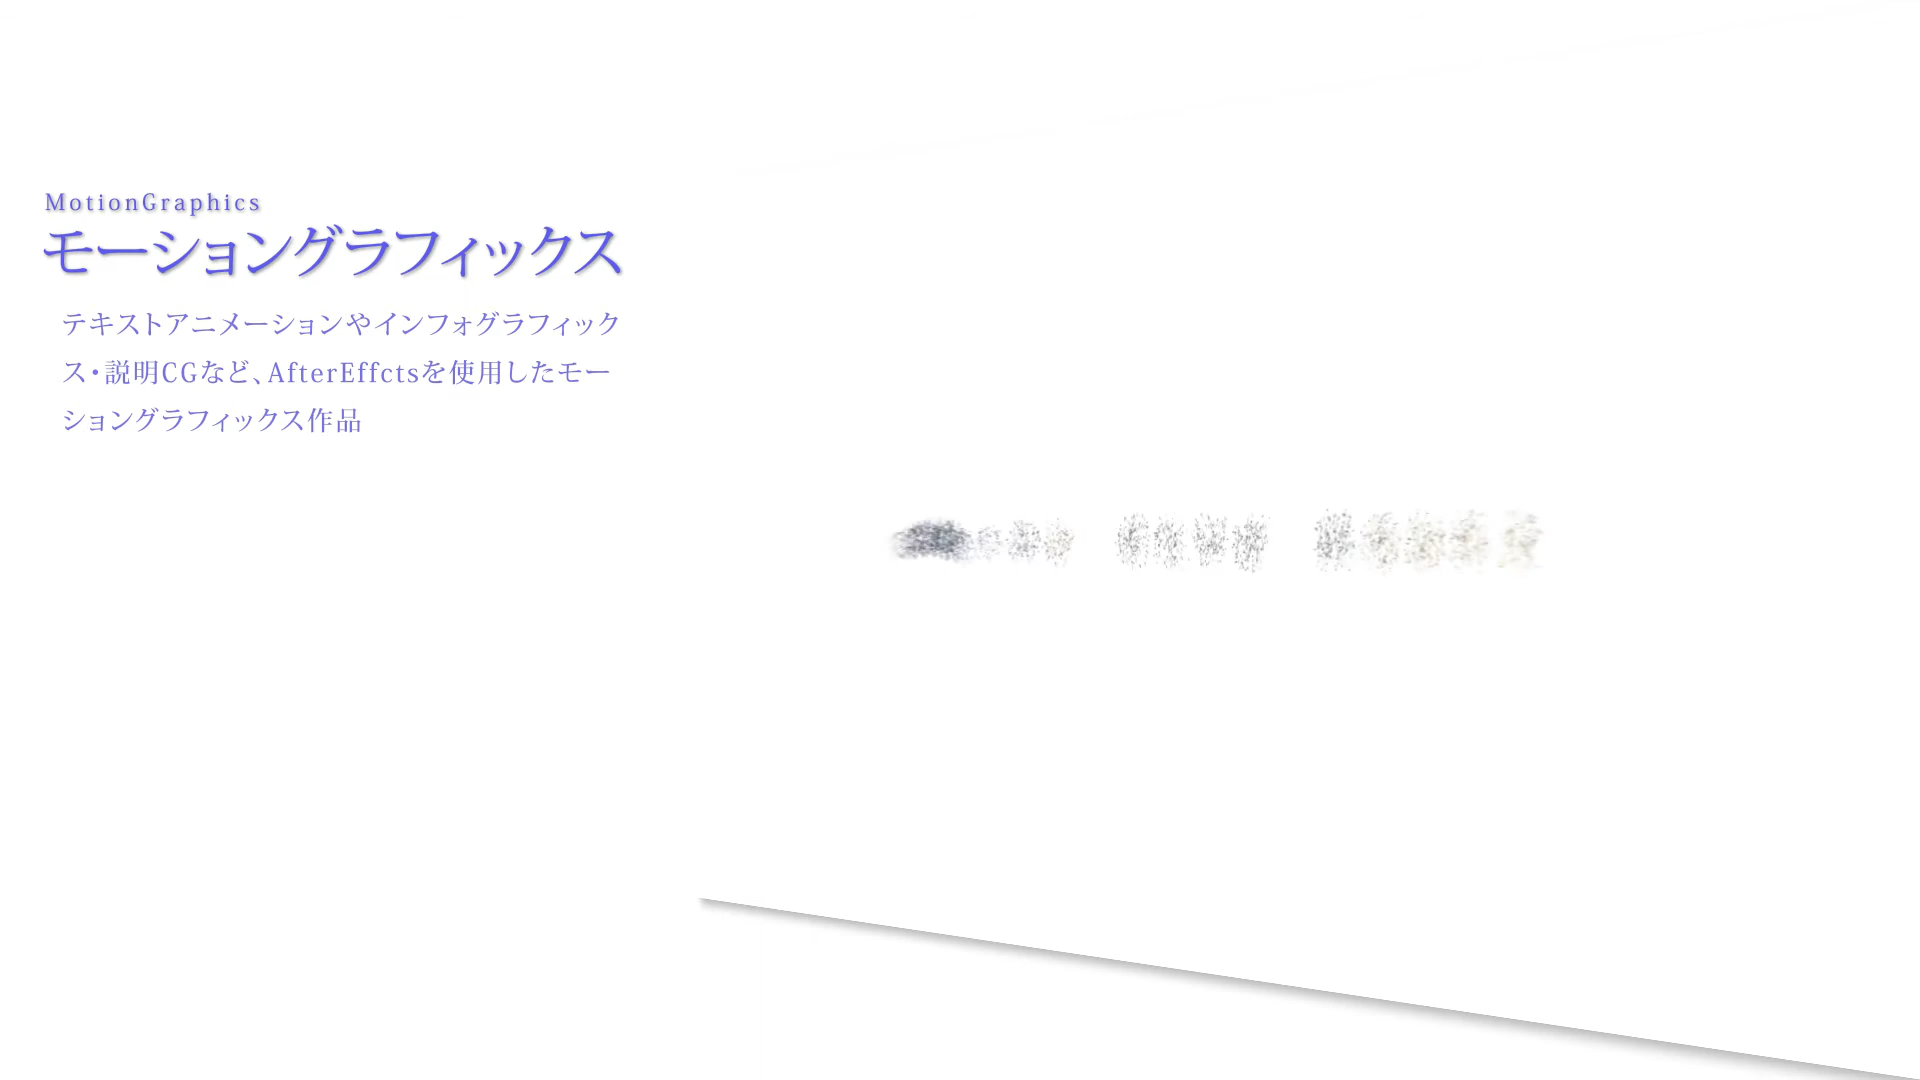 MotionGraphics
モーショングラフィックス
テキストアニメーションやインフォグラフィック
ス・説明CGなど、AfterEffctsを使用したモー
ショングラフィックス作品